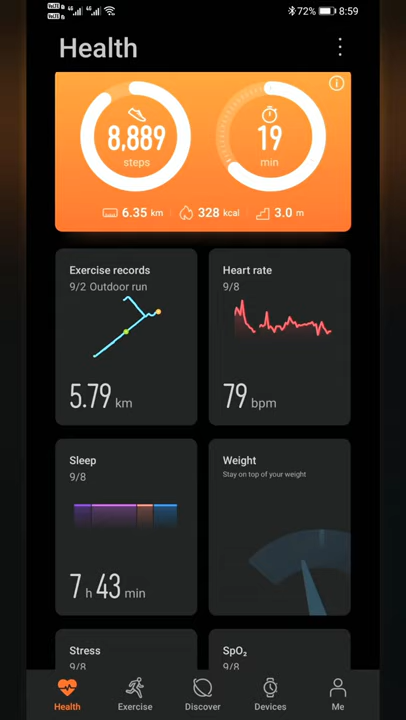 72% 8:59
Health
8,889
steps
19
min
6.35 km 328 kcal 3.0 m
Exercise records
9/2 Outdoor run
5.79 km
Heart rate
9/8
79 bpm
Sleep
9/8
7 h 43 min
Weight
Stay on top of your weight
Stress
9/8
SpO₂
9/8
Health Exercise Discover Devices Me